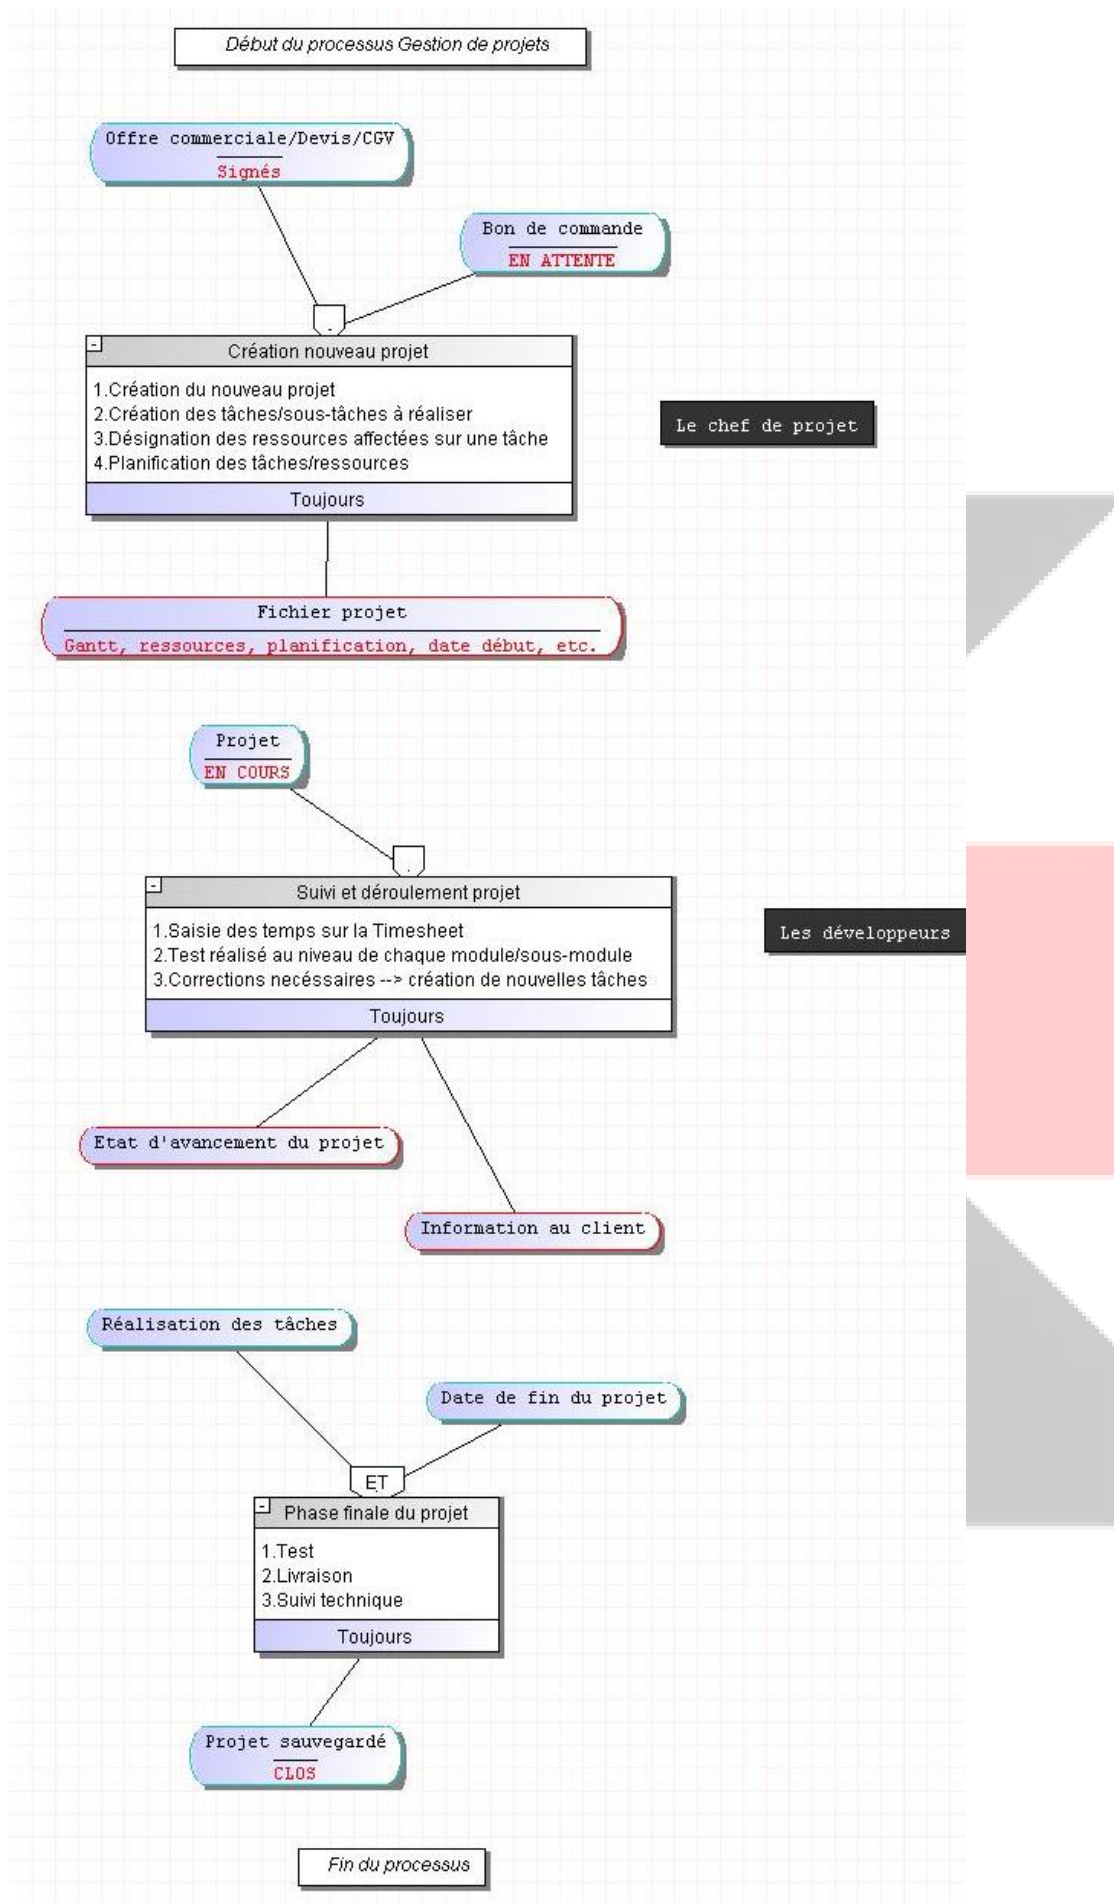 Début du processus Gestion de projets
Offre commerciale/Devis/CGV
Signés
Bon de commande
EN ATTENTE
Création nouveau projet
1.Création du nouveau projet
2.Création des tâches/sous-tâches à réaliser
3.Désignation des ressources affectées sur une tâche
4.Planification des tâches/ressources
Toujours
Le chef de projet
Fichier projet
Gantt, ressources, planification, date début, etc.
Projet
EN COURS
Suivi et déroulement projet
1.Saisie des temps sur la Timesheet
2.Test réalisé au niveau de chaque module/sous-module
3.Corrections necéssaires --> création de nouvelles tâches
Toujours
Les développeurs
Etat d'avancement du projet
Information au client
Réalisation des tâches
Date de fin du projet
ET
Phase finale du projet
1.Test
2.Livraison
3.Suivi technique
Toujours
Projet sauvegardé
CLOS
Fin du processus